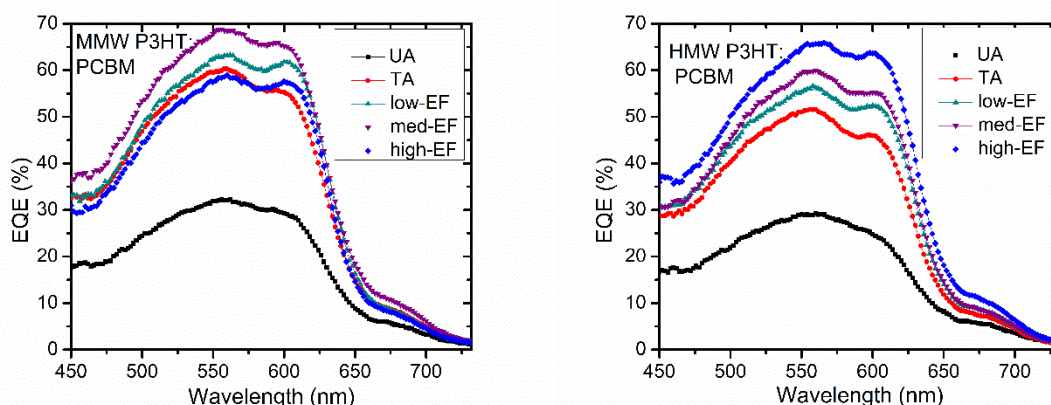 70
60
50
40
30
20
10
0
EQE (%)
MMW P3HT:
PCBM
UA
TA
low-EF
med-EF
high-EF
450 500 550 600 650 700
Wavelength (nm)
70
60
50
40
30
20
10
0
EQE (%)
HMW P3HT:
PCBM
UA
TA
low-EF
med-EF
high-EF
450 500 550 600 650 700
Wavelength (nm)